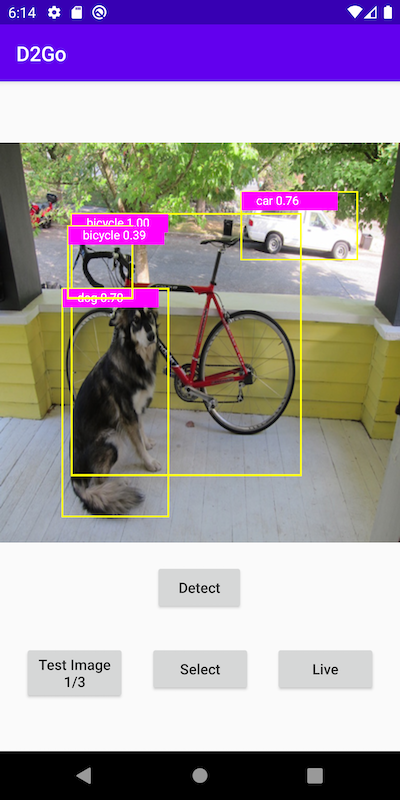 6:14
D2Go
car 0.76
bicycle 1.00
bicycle 0.39
dog 0.70
Detect
Test Image
1/3
Select
Live